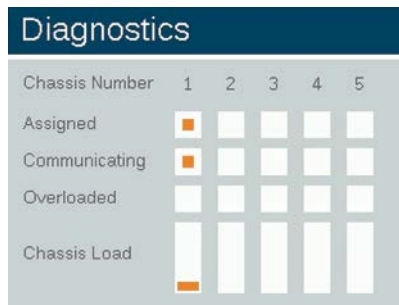 Diagnostics
Chassis Number 1 2 3 4 5
Assigned
Communicating
Overloaded
Chassis Load